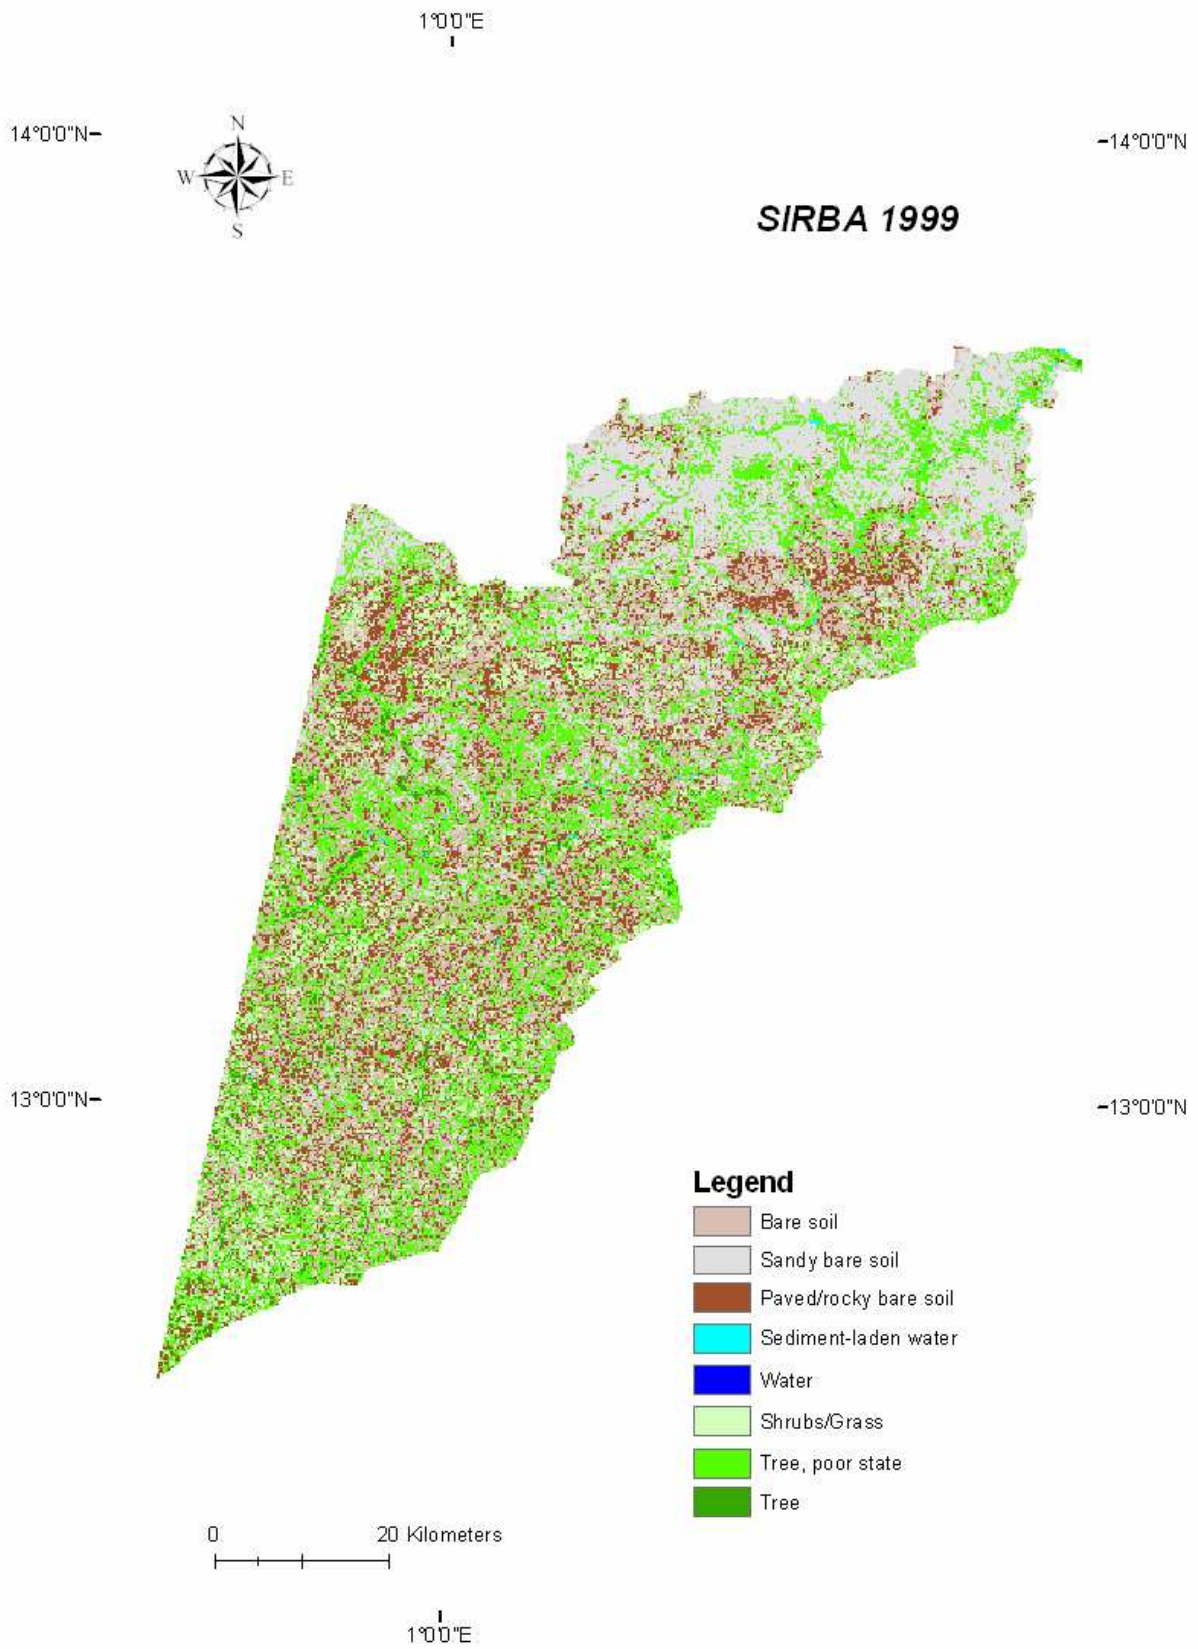 1°0'0"E
14°0'0"N
14°0'0"N
N
W E
S
SIRBA 1999
13°0'0"N
13°0'0"N
Legend
Bare soil
Sandy bare soil
Paved/rocky bare soil
Sediment-laden water
Water
Shrubs/Grass
Tree, poor state
Tree
0 20 Kilometers
1°0'0"E